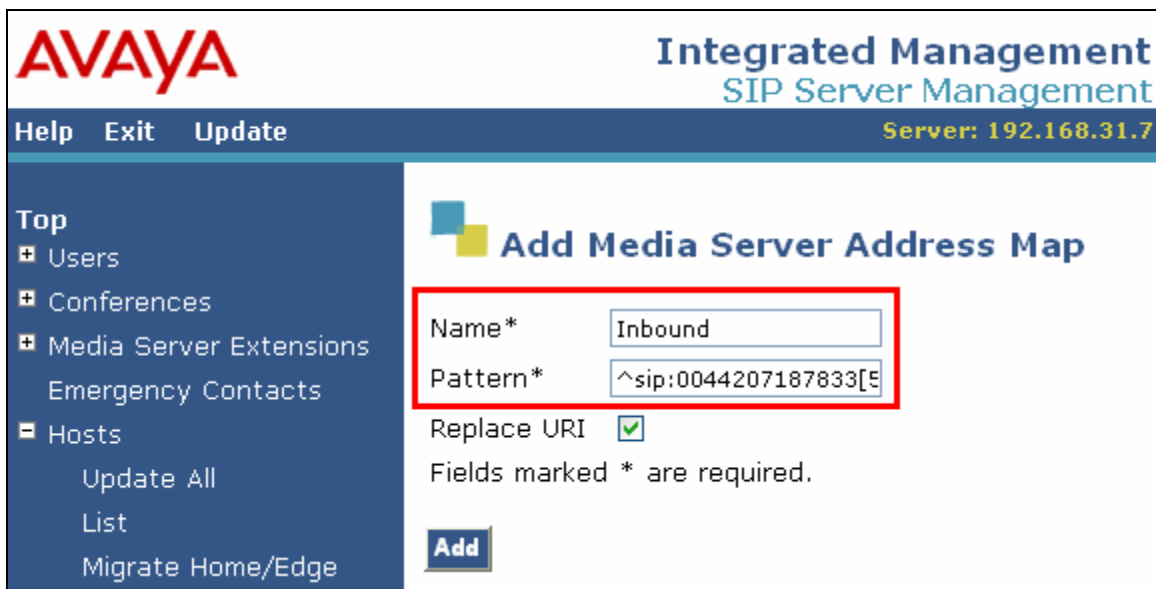 AVAYA
Integrated Management
SIP Server Management
Help Exit Update
Server: 192.168.31.7
Top
Users
Conferences
Media Server Extensions
Emergency Contacts
Hosts
Update All
List
Migrate Home/Edge
Add Media Server Address Map
Name* Inbound
Pattern* ^sip:0044207187833[5
Replace URI
Fields marked * are required.
Add